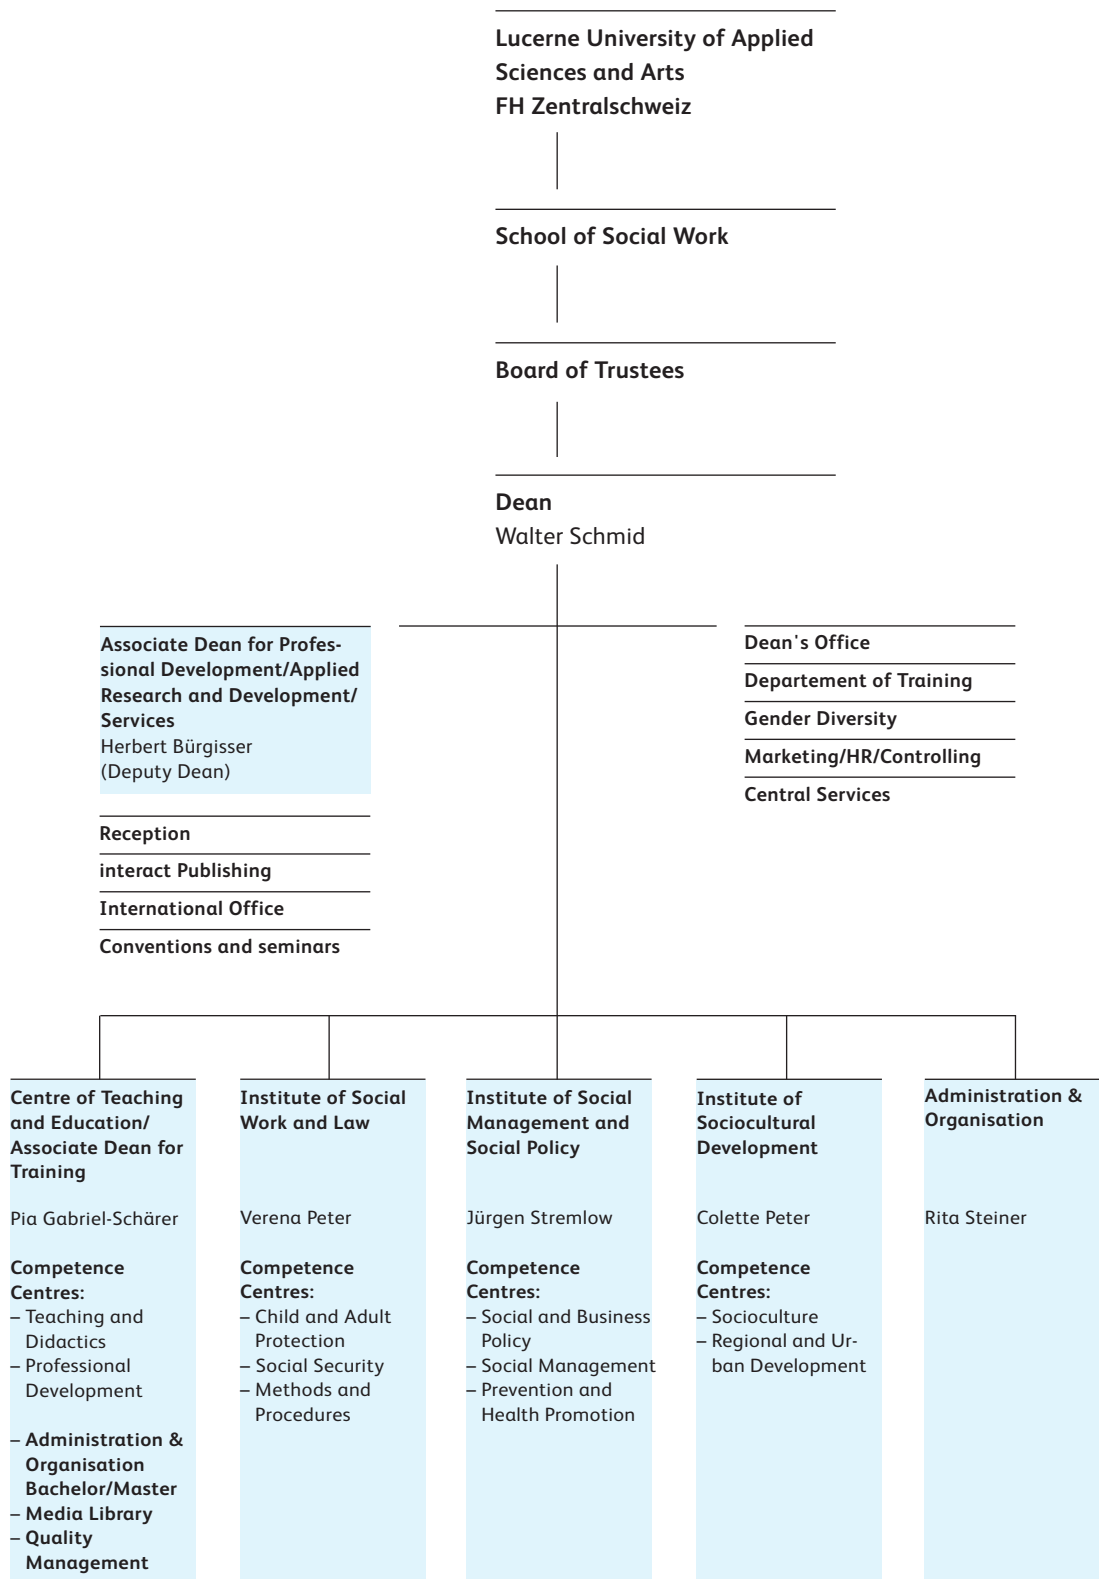 Lucerne University of Applied
Sciences and Arts
FH Zentralschweiz
School of Social Work
Board of Trustees
Dean
Walter Schmid
Associate Dean for Profes-
sional Development/Applied
Research and Development/
Services
Herbert Bürgisser
(Deputy Dean)
Reception
interact Publishing
International Office
Conventions and seminars
Dean's Office
Departement of Training
Gender Diversity
Marketing/HR/Controlling
Central Services
Centre of Teaching
and Education/
Associate Dean for
Training
Pia Gabriel-Schärer
Competence
Centres:
– Teaching and
Didactics
– Professional
Development
– Administration &
Organisation
Bachelor/Master
– Media Library
– Quality
Management
Institute of Social
Work and Law
Verena Peter
Competence
Centres:
– Child and Adult
Protection
– Social Security
– Methods and
Procedures
Institute of Social
Management and
Social Policy
Jürgen Stremlow
Competence
Centres:
– Social and Business
Policy
– Social Management
– Prevention and
Health Promotion
Institute of
Sociocultural
Development
Colette Peter
Competence
Centres:
– Socioculture
– Regional and Ur-
ban Development
Administration &
Organisation
Rita Steiner